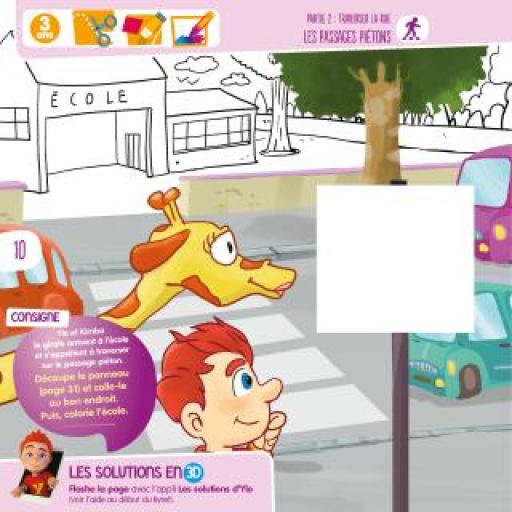 3
ans
PARTIE 2 : TRAVERSER LA RUE
LES PASSAGES PIÉTONS
ÉCOLE
10
CONSIGNE
Ylo et Kimba
la girafe arrivent à l'école
et s'apprêtent à traverser
sur le passage piéton.
Découpe le panneau
(page 31) et colle-le
au bon endroit.
Puis, colorie l'école.
LES SOLUTIONS EN 3D
Flashe la page avec l'appli Les solutions d'Ylo
(voir l'aide au début du livret).